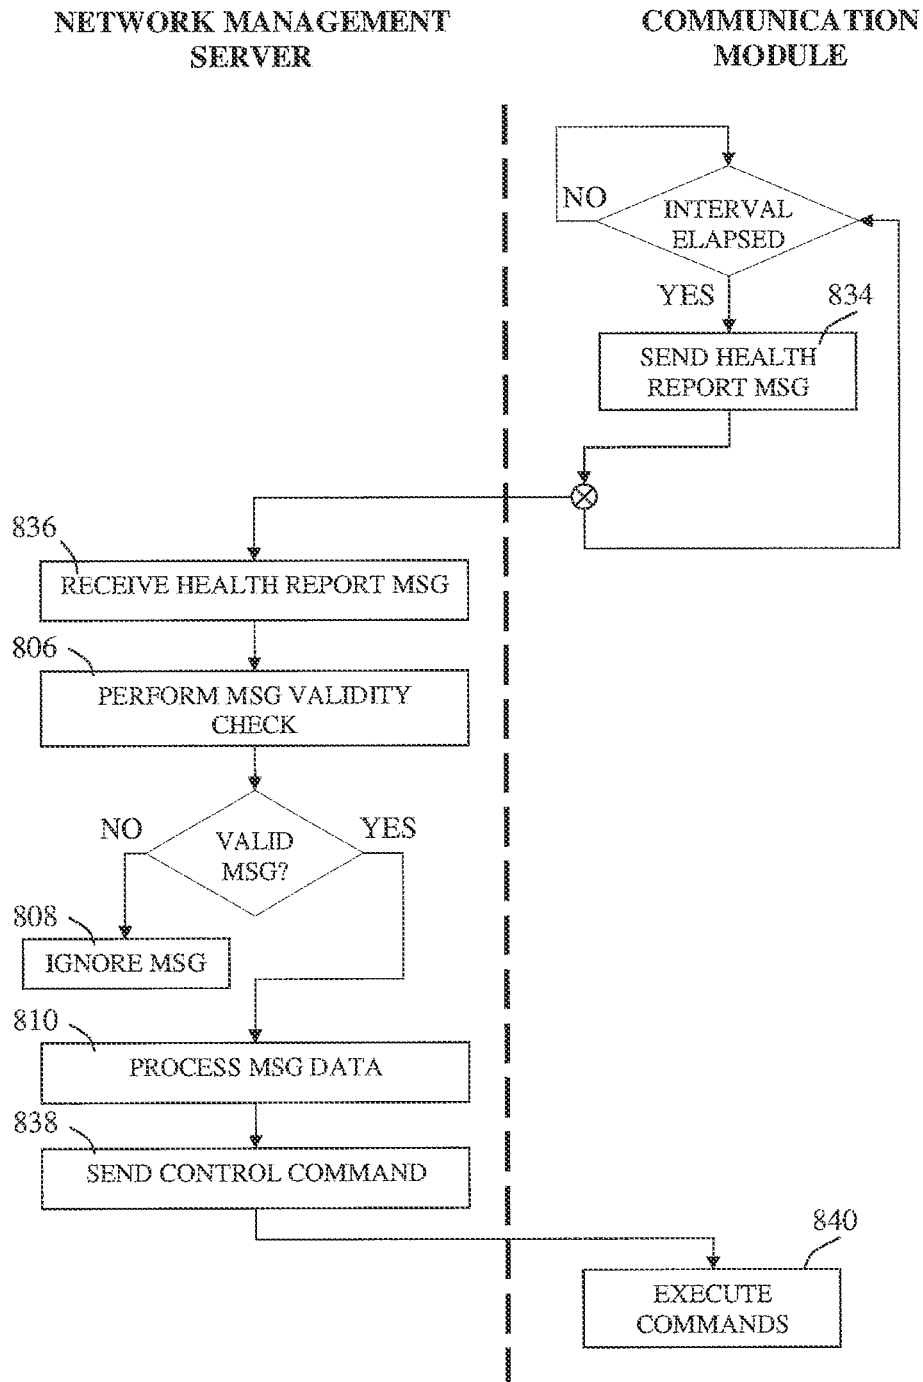 NETWORK MANAGEMENT
SERVER
COMMUNICATION
MODULE
NO
INTERVAL
ELAPSED
YES
834
SEND HEALTH
REPORT MSG
836
RECEIVE HEALTH REPORT MSG
806
PERFORM MSG VALIDITY
CHECK
NO
VALID
MSG?
YES
808
IGNORE MSG
810
PROCESS MSG DATA
838
SEND CONTROL COMMAND
840
EXECUTE
COMMANDS